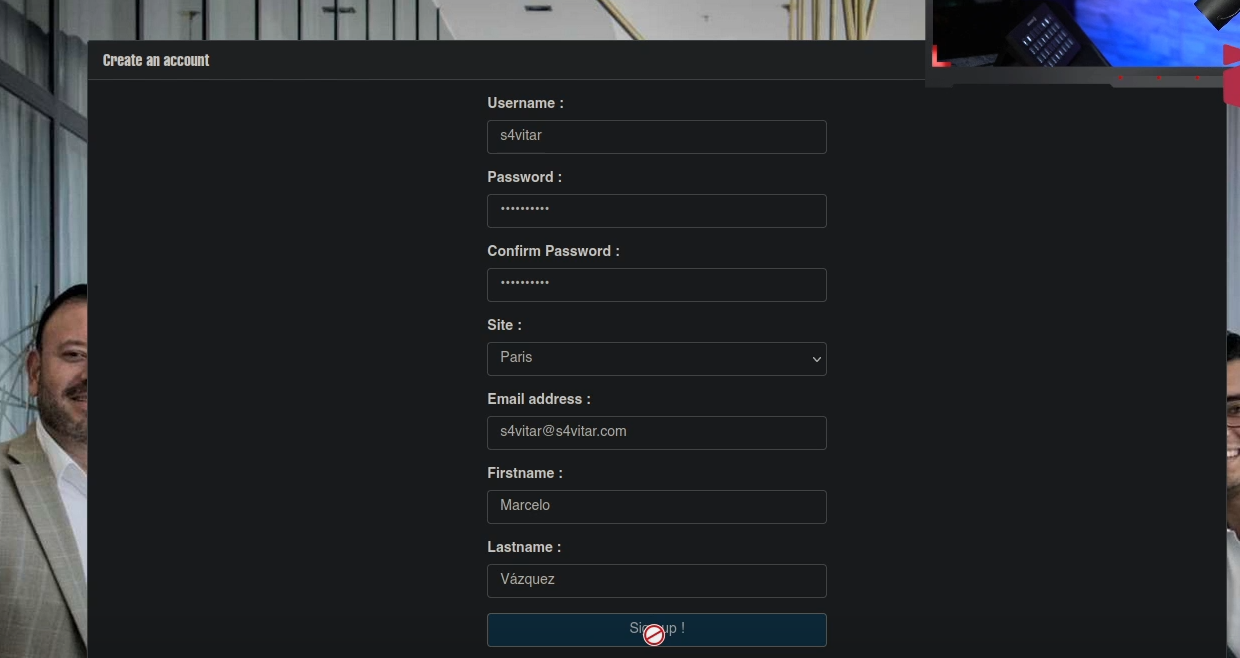 Create an account
Username :
s4vitar
Password :
••••••••••
Confirm Password :
••••••••••
Site :
Paris
Email address :
s4vitar@s4vitar.com
Firstname :
Marcelo
Lastname :
Vázquez
up !